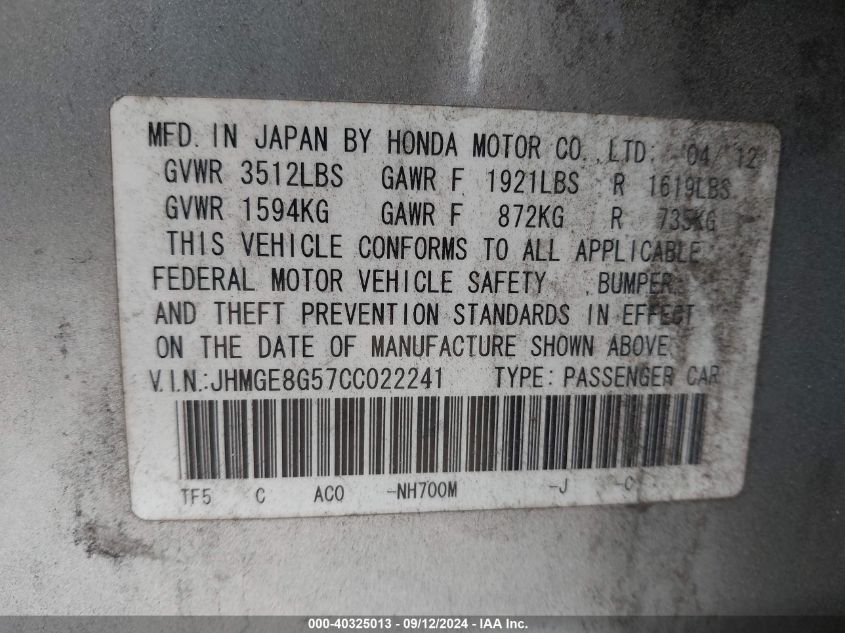 MFD. IN JAPAN BY HONDA MOTOR CO., LTD. '04/'12
GVWR 3512LBS GAWR F 1921LBS R 1619LBS
GVWR 1594KG GAWR F 872KG R 735KG
THIS VEHICLE CONFORMS TO ALL APPLICABLE
FEDERAL MOTOR VEHICLE SAFETY , BUMPER,
AND THEFT PREVENTION STANDARDS IN EFFECT
ON THE DATE OF MANUFACTURE SHOWN ABOVE
V.I.N.:JHMGE8G57CC022241 TYPE: PASSENGER CAR
TF5 C AC0 -NH700M -J -C
000-40325013 - 09/12/2024 - IAA Inc.